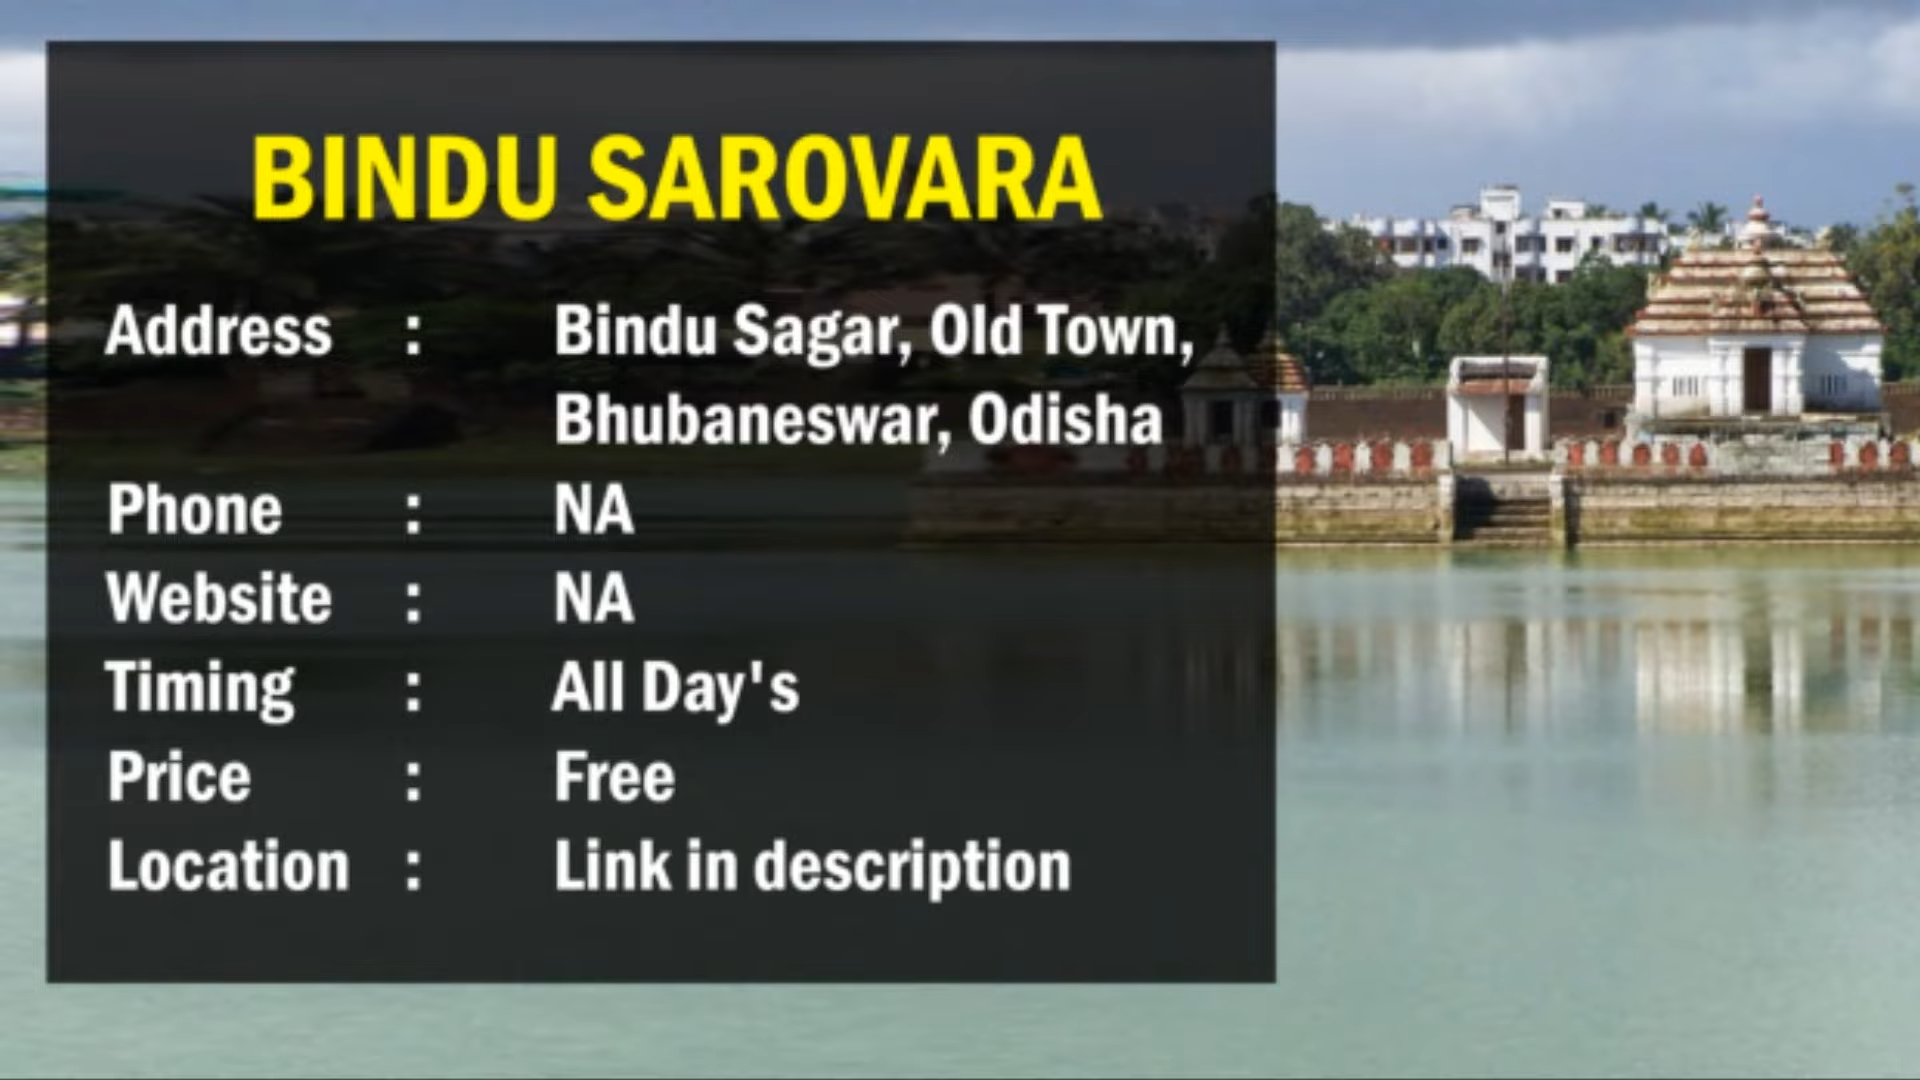 BINDU SAROVARA
Address : Bindu Sagar, Old Town,
Bhubaneswar, Odisha
Phone : NA
Website : NA
Timing : All Day's
Price : Free
Location : Link in description